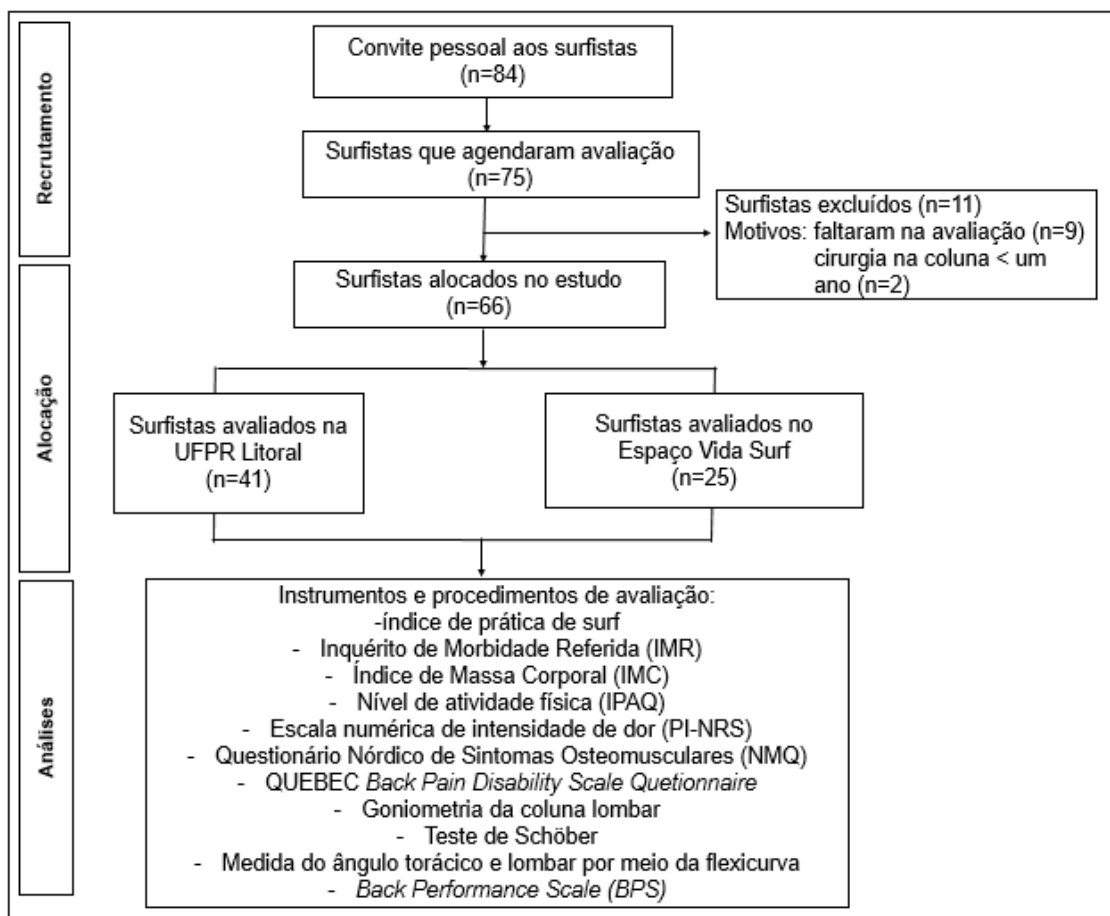 Recrutamento
Convite pessoal aos surfistas
(n=84)
Surfistas que agendaram avaliação
(n=75)
Surfistas excluídos (n=11)
Motivos: faltaram na avaliação (n=9)
cirurgia na coluna < um
ano (n=2)
Alocação
Surfistas alocados no estudo
(n=66)
Surfistas avaliados na
UFPR Litoral
(n=41)
Surfistas avaliados no
Espaço Vida Surf
(n=25)
Análises
Instrumentos e procedimentos de avaliação:
-índice de prática de surf
- Inquérito de Morbidade Referida (IMR)
- Índice de Massa Corporal (IMC)
- Nível de atividade física (IPAQ)
- Escala numérica de intensidade de dor (PI-NRS)
- Questionário Nórdico de Sintomas Osteomusculares (NMQ)
- QUEBEC Back Pain Disability Scale Quetionnaire
- Goniometria da coluna lombar
- Teste de Schöber
- Medida do ângulo torácico e lombar por meio da flexicurva
- Back Performance Scale (BPS)